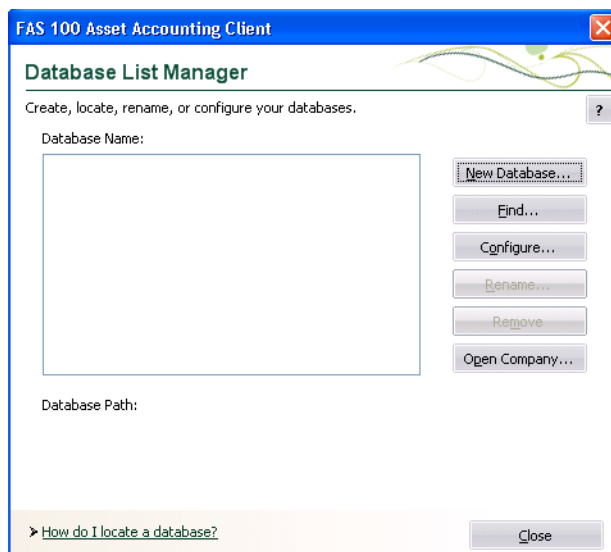 FAS 100 Asset Accounting Client
Database List Manager
Create, locate, rename, or configure your databases.
?
Database Name:
New Database...
Find...
Configure...
Rename...
Remove
Open Company...
Database Path:
How do I locate a database?
Close